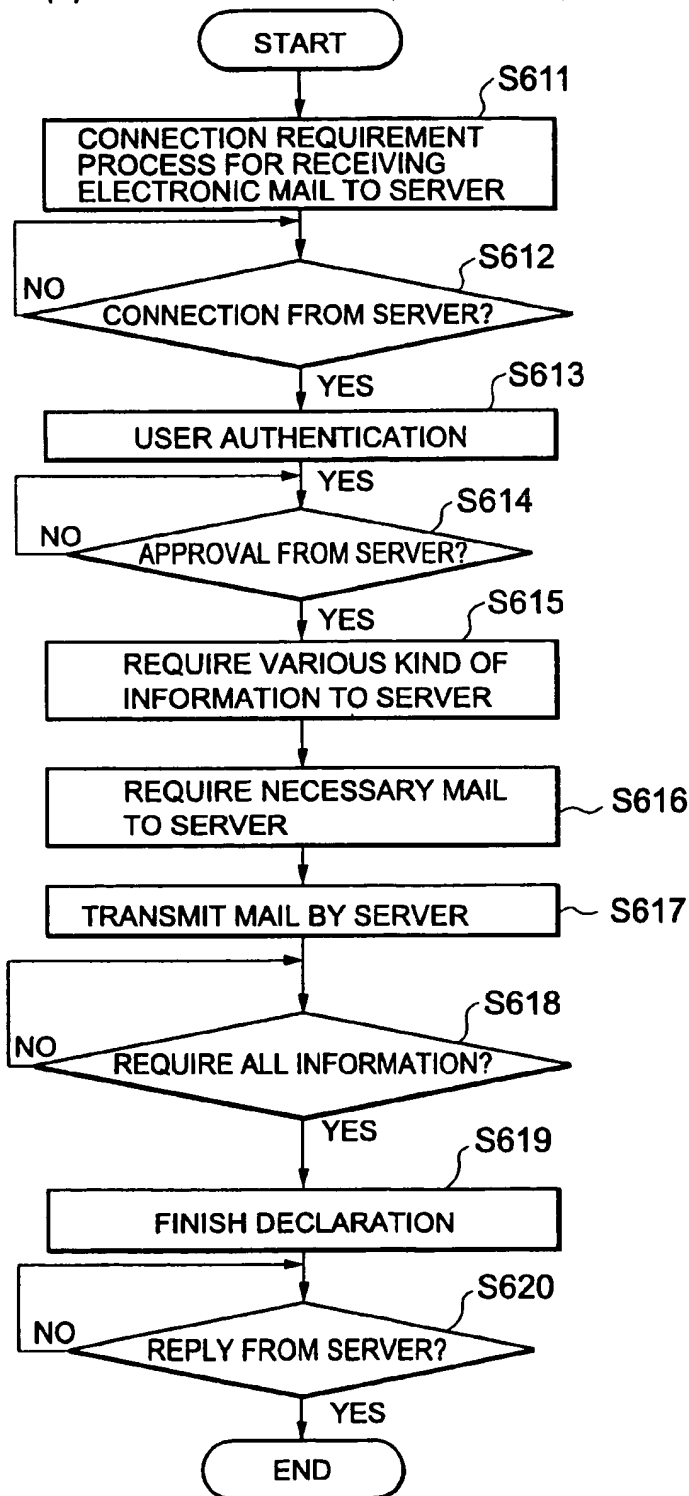 START
S611
CONNECTION REQUIREMENT
PROCESS FOR RECEIVING
ELECTRONIC MAIL TO SERVER
S612
NO
CONNECTION FROM SERVER?
YES
S613
USER AUTHENTICATION
YES
S614
NO
APPROVAL FROM SERVER?
YES
S615
REQUIRE VARIOUS KIND OF
INFORMATION TO SERVER
REQUIRE NECESSARY MAIL
TO SERVER
S616
TRANSMIT MAIL BY SERVER
S617
S618
NO
REQUIRE ALL INFORMATION?
YES
S619
FINISH DECLARATION
S620
NO
REPLY FROM SERVER?
YES
END